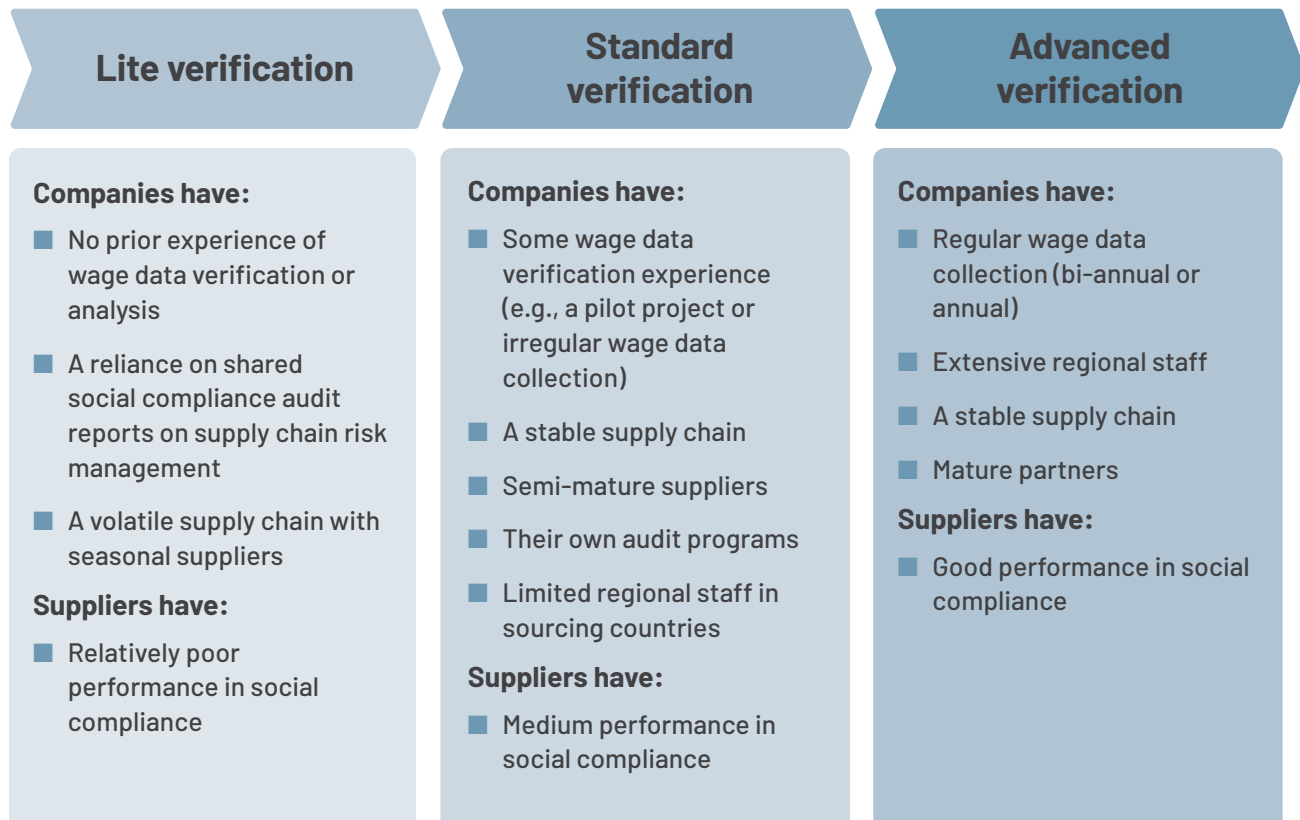 Lite verification
Standard
verification
Advanced
verification
Companies have:
No prior experience of
wage data verification or
analysis
A reliance on shared
social compliance audit
reports on supply chain risk
management
A volatile supply chain with
seasonal suppliers
Suppliers have:
Relatively poor
performance in social
compliance
Companies have:
Some wage data
verification experience
(e.g., a pilot project or
irregular wage data
collection)
A stable supply chain
Semi-mature suppliers
Their own audit programs
Limited regional staff in
sourcing countries
Suppliers have:
Medium performance in
social compliance
Companies have:
Regular wage data
collection (bi-annual or
annual)
Extensive regional staff
A stable supply chain
Mature partners
Suppliers have:
Good performance in social
compliance